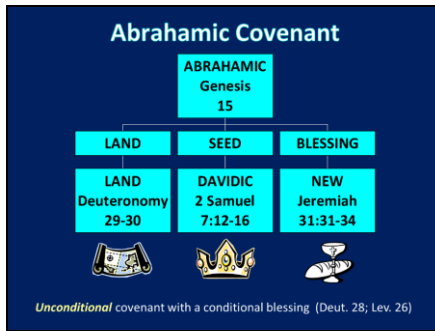 Abrahamic Covenant
ABRAHAMIC
Genesis
15
LAND
SEED
BLESSING
LAND
Deuteronomy
29-30
DAVIDIC
2 Samuel
7:12-16
NEW
Jeremiah
31:31-34
Unconditional covenant with a conditional blessing (Deut. 28; Lev. 26)